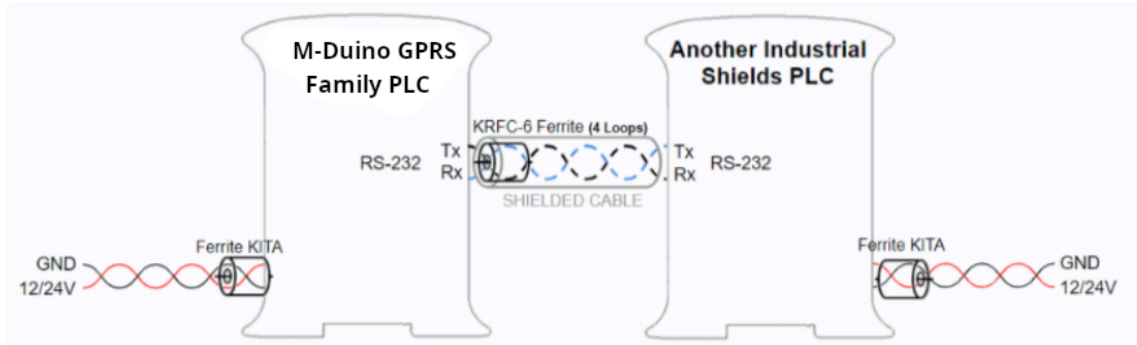 M-Duino GPRS
Family PLC
Another Industrial
Shields PLC
KRFC-6 Ferrite (4 Loops)
RS-232
Tx
Rx
Tx
Rx
RS-232
SHIELDED CABLE
Ferrite KITA
GND
12/24V
Ferrite KITA
GND
12/24V